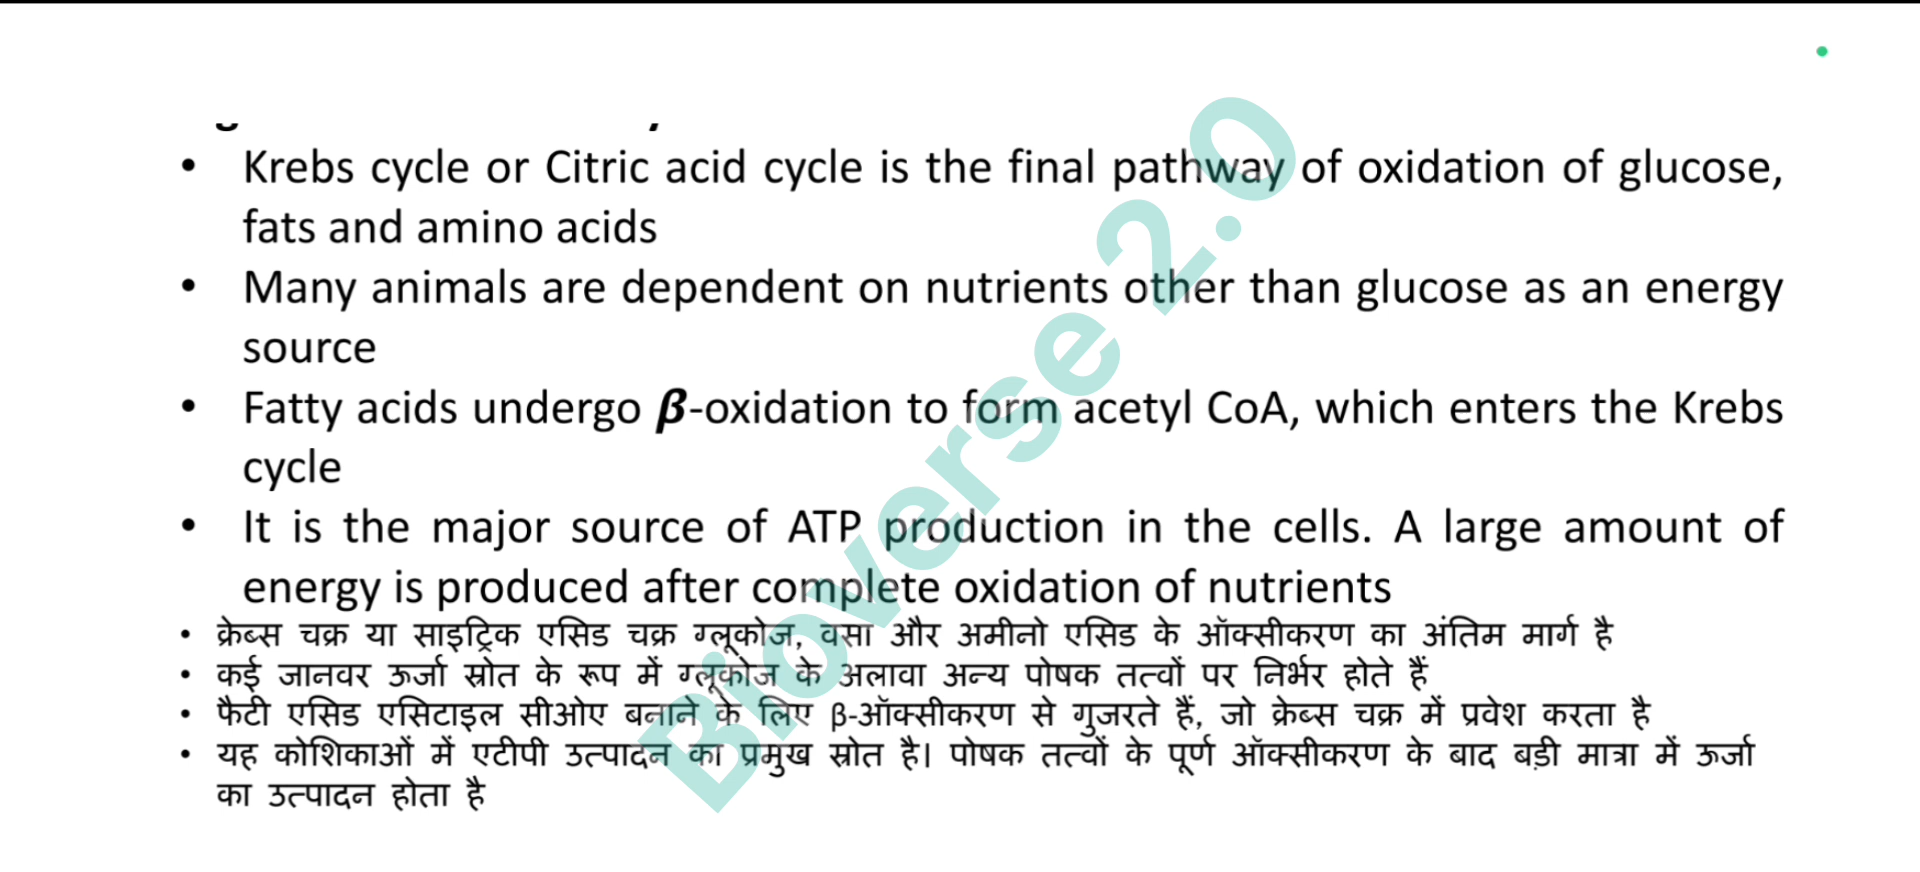 • Krebs cycle or Citric acid cycle is the final pathway of oxidation of glucose,
fats and amino acids
• Many animals are dependent on nutrients other than glucose as an energy
source
• Fatty acids undergo β-oxidation to form acetyl CoA, which enters the Krebs
cycle
• It is the major source of ATP production in the cells. A large amount of
energy is produced after complete oxidation of nutrients
• क्रेब्स चक्र या साइट्रिक एसिड चक्र ग्लूकोज, वसा और अमीनो एसिड के ऑक्सीकरण का अंतिम मार्ग है
• कई जानवर ऊर्जा स्रोत के रूप में ग्लूकोज के अलावा अन्य पोषक तत्वों पर निर्भर होते हैं
• फैटी एसिड एसिटाइल सीओए बनाने के लिए β-ऑक्सीकरण से गुजरते हैं, जो क्रेब्स चक्र में प्रवेश करता है
• यह कोशिकाओं में एटीपी उत्पादन का प्रमुख स्रोत है। पोषक तत्वों के पूर्ण ऑक्सीकरण के बाद बड़ी मात्रा में ऊर्जा
का उत्पादन होता है
Bioverse 2.0